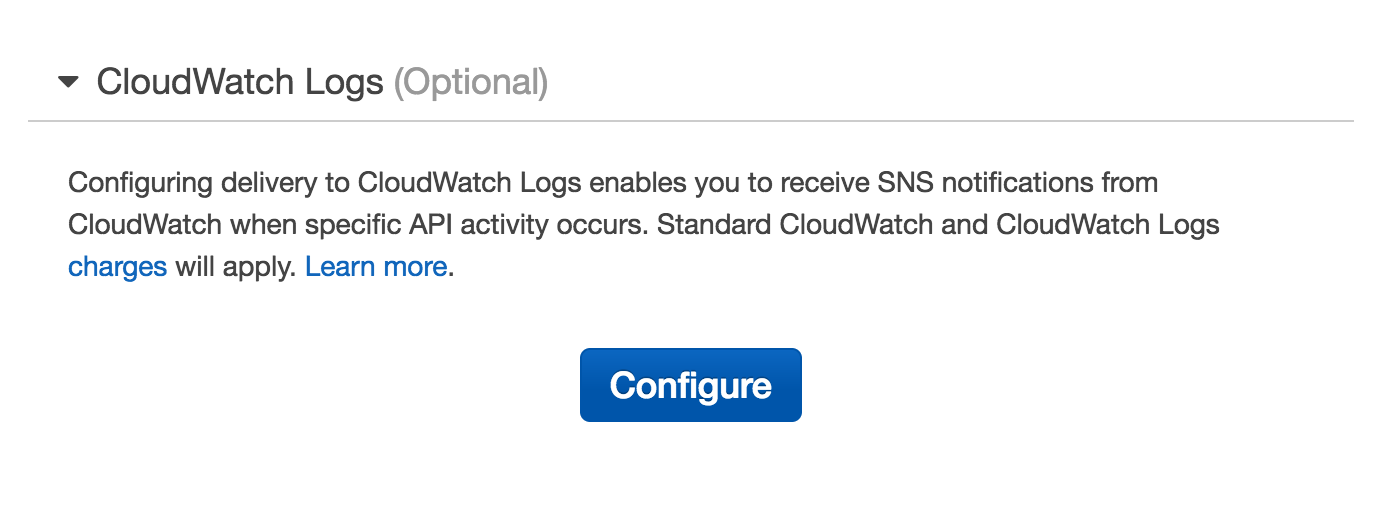 CloudWatch Logs (Optional)
Configuring delivery to CloudWatch Logs enables you to receive SNS notifications from
CloudWatch when specific API activity occurs. Standard CloudWatch and CloudWatch Logs
charges will apply. Learn more.
Configure